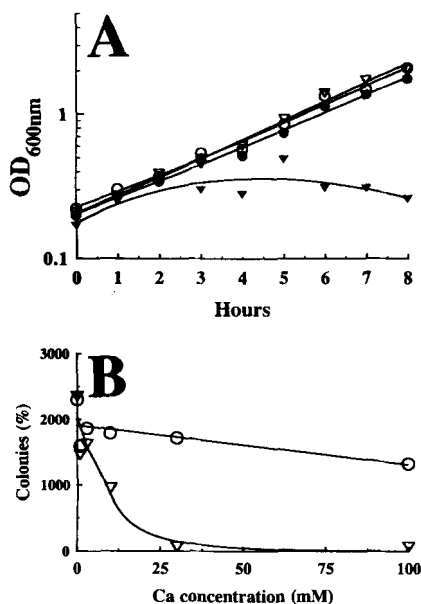 A
1
0.1
OD600nm
0 1 2 3 4 5 6 7 8
Hours
B
3000
2000
1000
0
Colonies (%)
0 25 50 75 100
Ca concentration (mM)